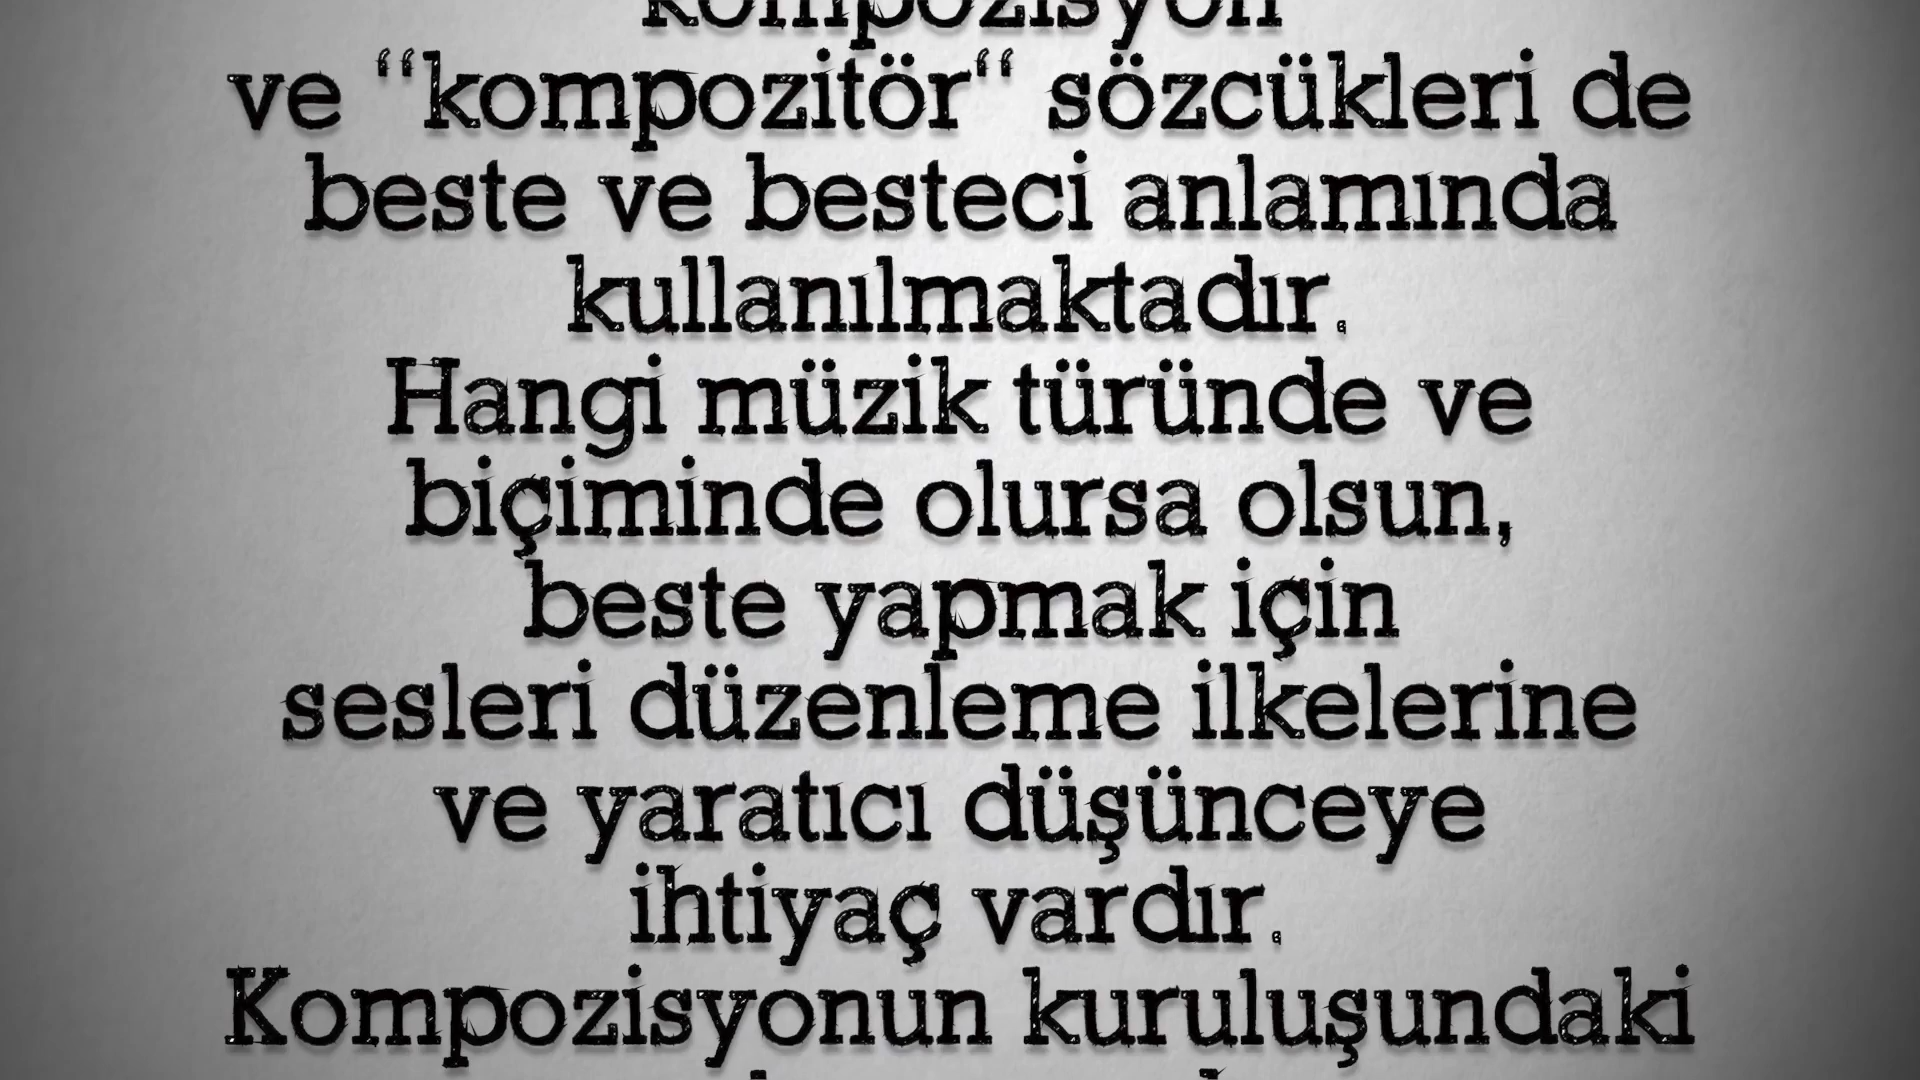 kompozisyon
ve “kompozitör“ sözcükleri de
beste ve besteci anlamında
kullanılmaktadır.
Hangi müzik türünde ve
biçiminde olursa olsun,
beste yapmak için
sesleri düzenleme ilkelerine
ve yaratıcı düşünceye
ihtiyaç vardır.
Kompozisyonun kuruluşundaki